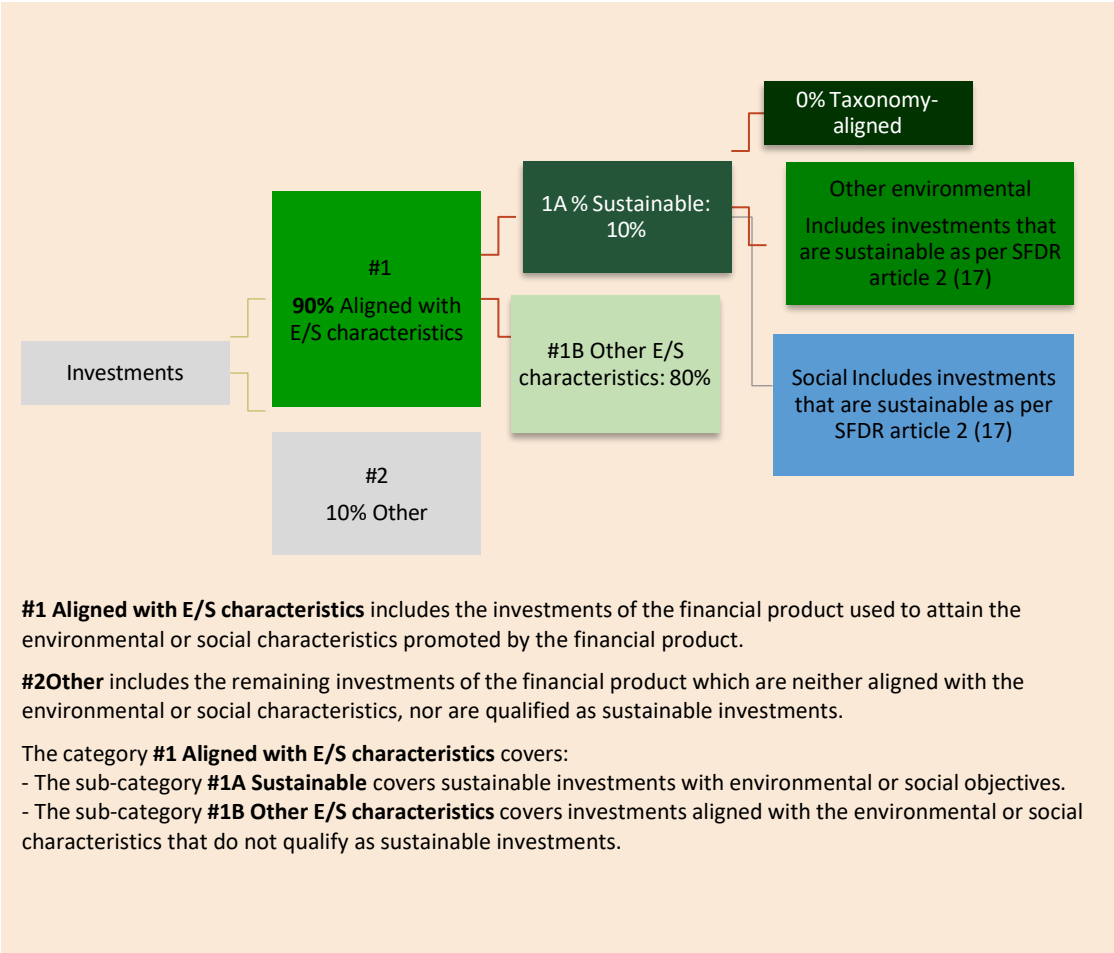 0% Taxonomy-
aligned
1A % Sustainable:
10%
Other environmental
Includes investments that
are sustainable as per SFDR
article 2 (17)
#1
90% Aligned with
E/S characteristics
#1B Other E/S
characteristics: 80%
Investments
Social Includes investments
that are sustainable as per
SFDR article 2 (17)
#2
10% Other
#1 Aligned with E/S characteristics includes the investments of the financial product used to attain the
environmental or social characteristics promoted by the financial product.
#2Other includes the remaining investments of the financial product which are neither aligned with the
environmental or social characteristics, nor are qualified as sustainable investments.
The category #1 Aligned with E/S characteristics covers:
- The sub-category #1A Sustainable covers sustainable investments with environmental or social objectives.
- The sub-category #1B Other E/S characteristics covers investments aligned with the environmental or social
characteristics that do not qualify as sustainable investments.